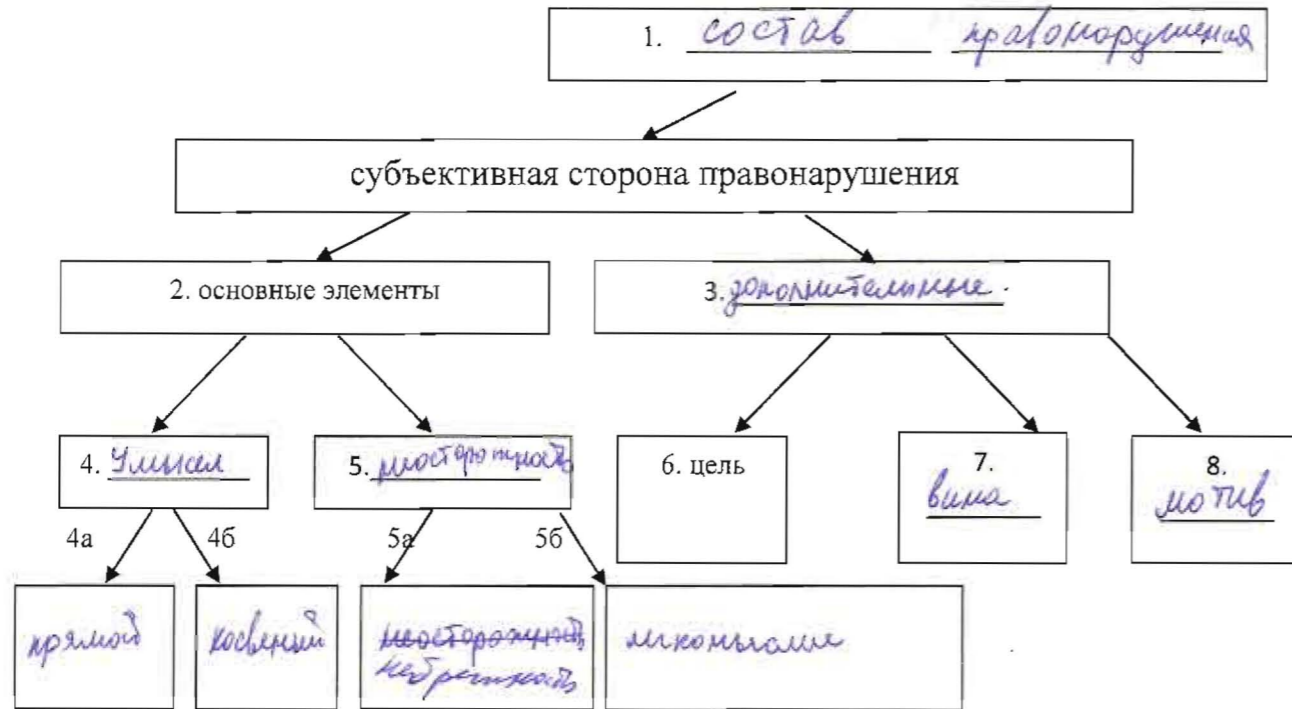 1. состав правонарушения
субъективная сторона правонарушения
2. основные элементы
3. дополнительные.
4. Умысел
5. неосторожность
6. цель
7.
вина
8.
мотив
4а
4б
5а
5б
прямой
косвенный
неосторожность
небрежность
легкомыслие